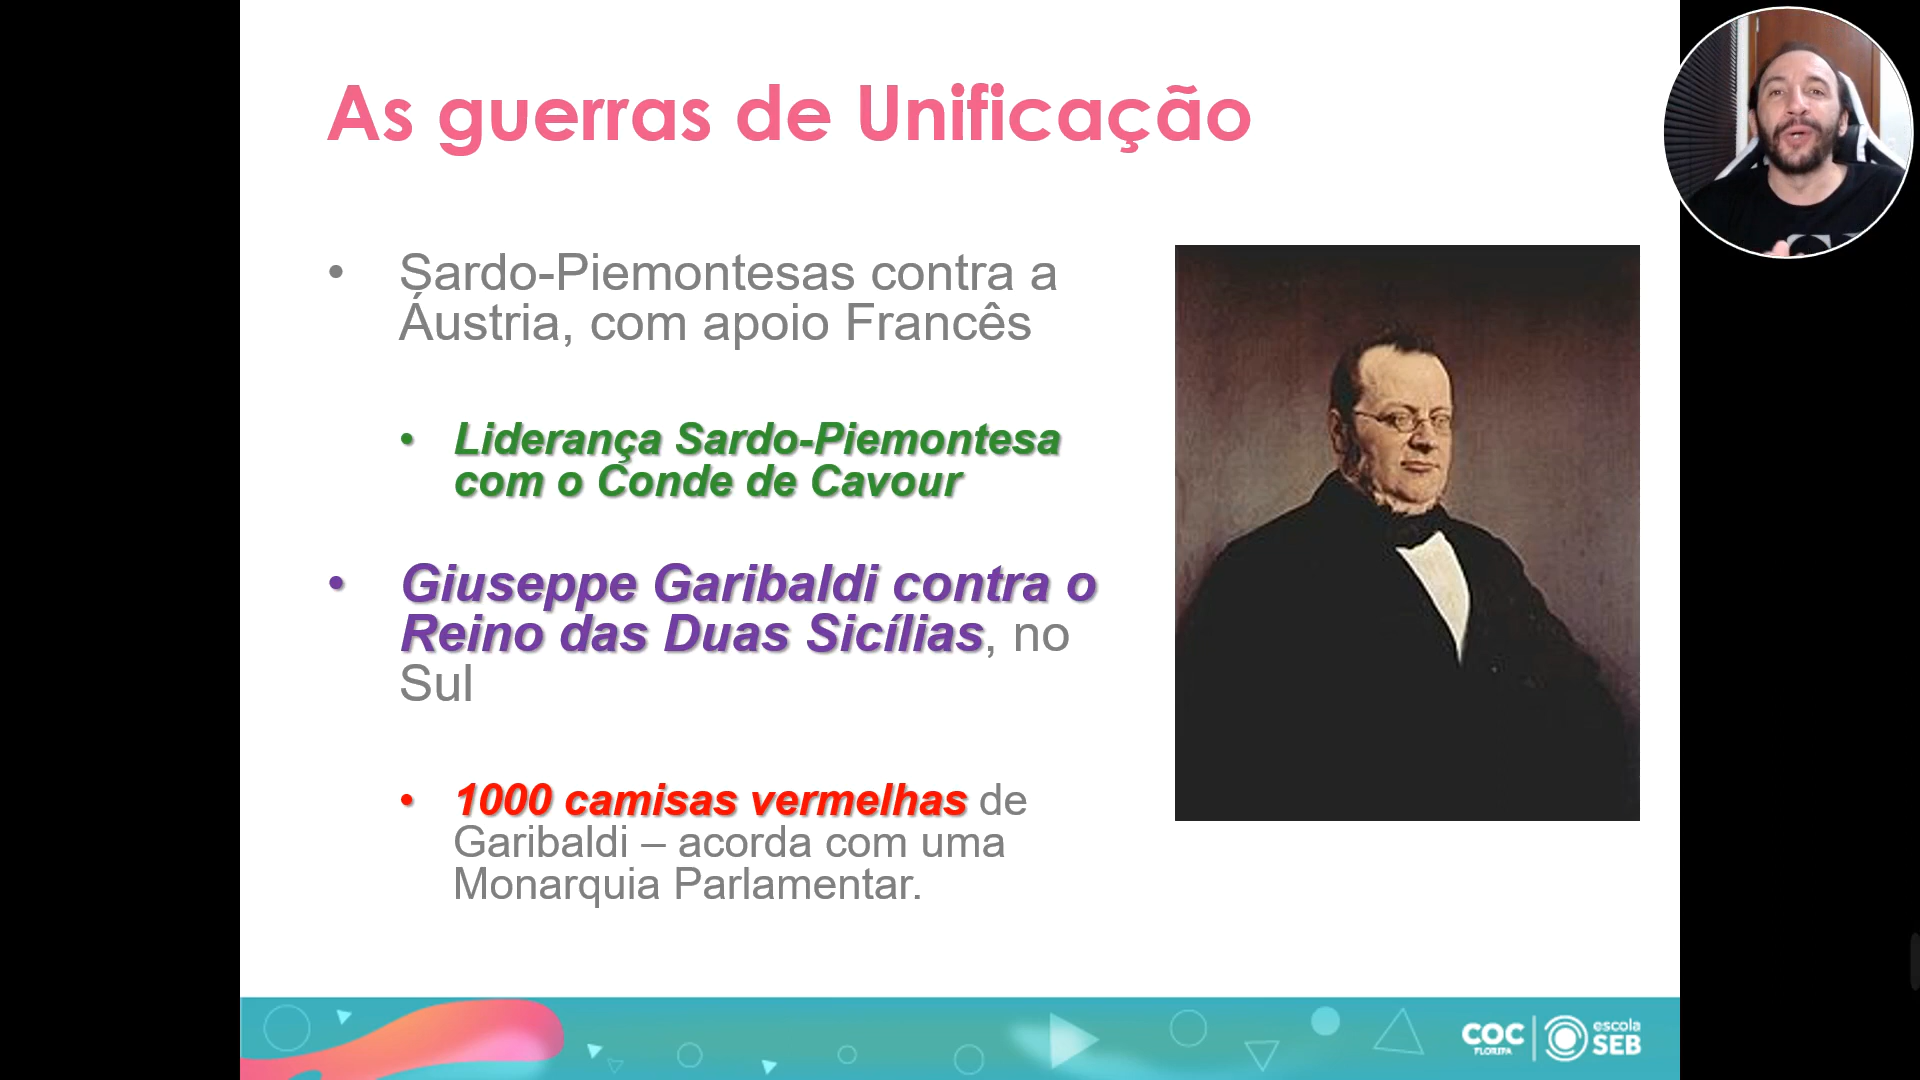 As guerras de Unificação
• Sardo-Piemontesas contra a
Áustria, com apoio Francês
• Liderança Sardo-Piemontesa
com o Conde de Cavour
• Giuseppe Garibaldi contra o
Reino das Duas Sicílias, no
Sul
• 1000 camisas vermelhas de
Garibaldi – acorda com uma
Monarquia Parlamentar.
COC
FLORIPA
escola
SEB